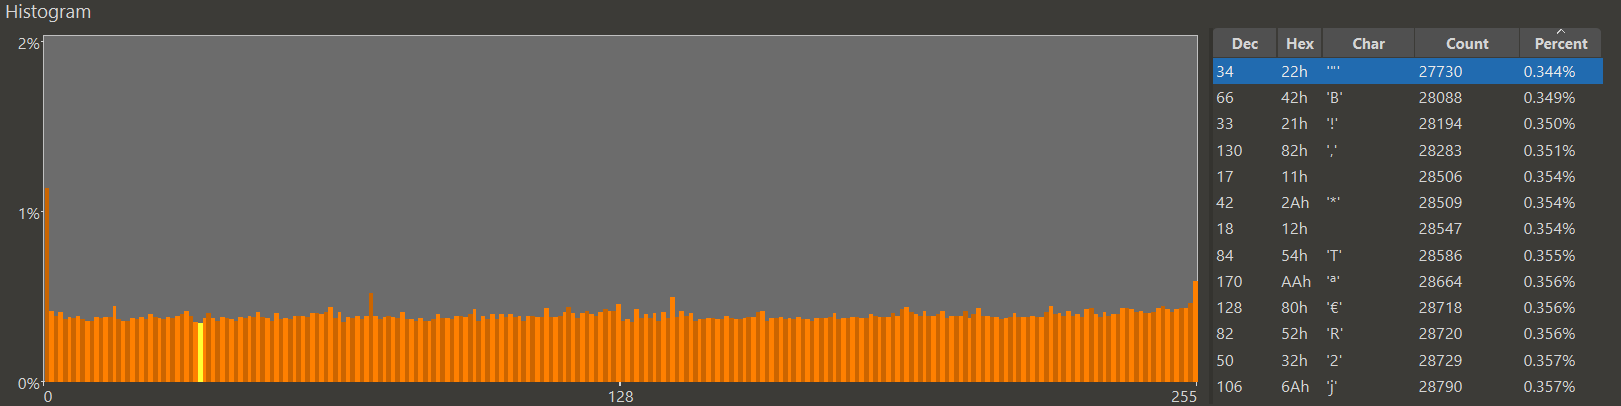 Histogram
2%
1%
0%
0 128 255
Dec Hex Char Count Percent
34 22h '"' 27730 0.344%
66 42h 'B' 28088 0.349%
33 21h '!' 28194 0.350%
130 82h '‚' 28283 0.351%
17 11h 28506 0.354%
42 2Ah '*' 28509 0.354%
18 12h 28547 0.354%
84 54h 'T' 28586 0.355%
170 AAh 'ª' 28664 0.356%
128 80h '€' 28718 0.356%
82 52h 'R' 28720 0.356%
50 32h '2' 28729 0.357%
106 6Ah 'j' 28790 0.357%